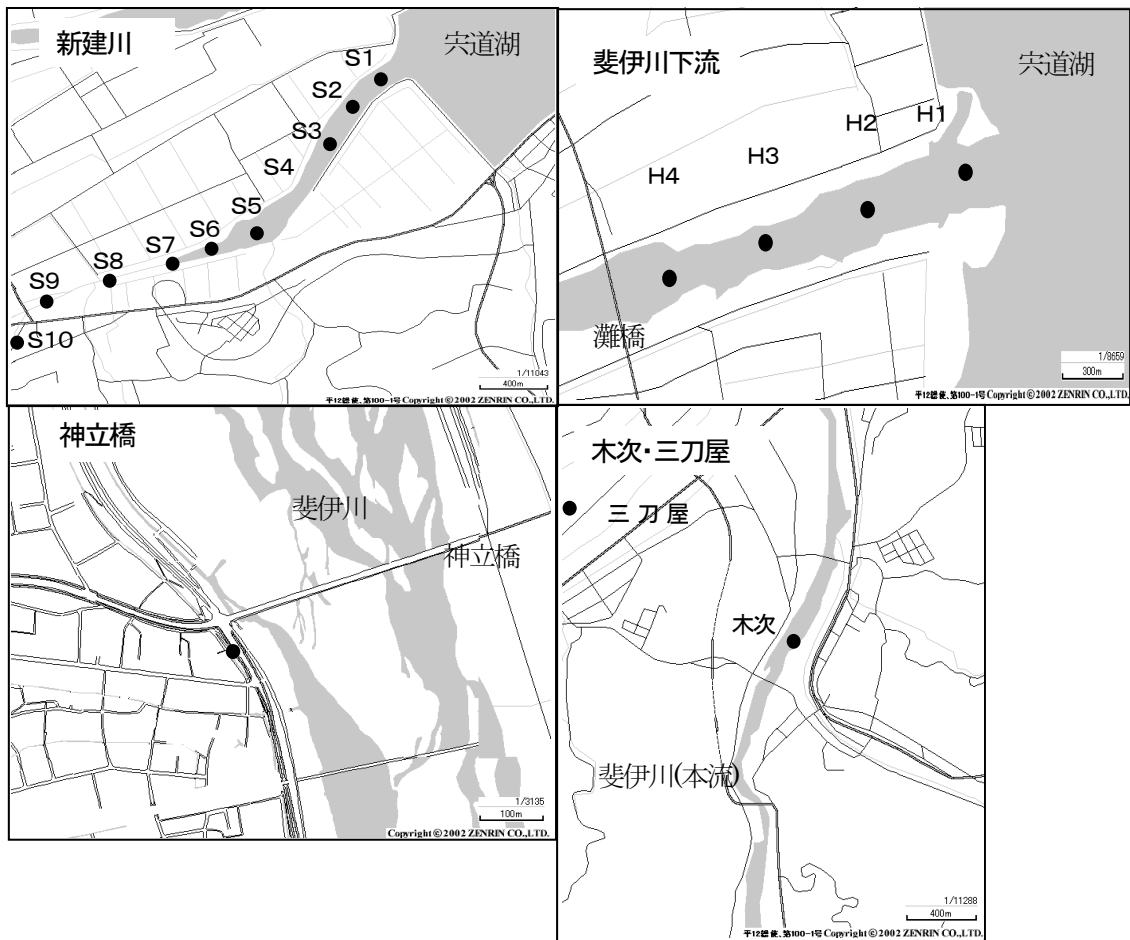 新建川
宍道湖
S1
S2
S3
S4
S5
S6
S7
S8
S9
S10
1/11043
400m
平12総使、第100-1号 Copyright © 2002 ZENRIN CO.,LTD.
斐伊川下流
宍道湖
H1
H2
H3
H4
灘橋
1/8659
300m
平12総使、第100-1号 Copyright © 2002 ZENRIN CO.,LTD.
神立橋
斐伊川
神立橋
1/3135
100m
Copyright © 2002 ZENRIN CO.,LTD.
木次・三刀屋
三刀屋
木次
斐伊川(本流)
1/11288
400m
平12総使、第100-1号 Copyright © 2002 ZENRIN CO.,LTD.